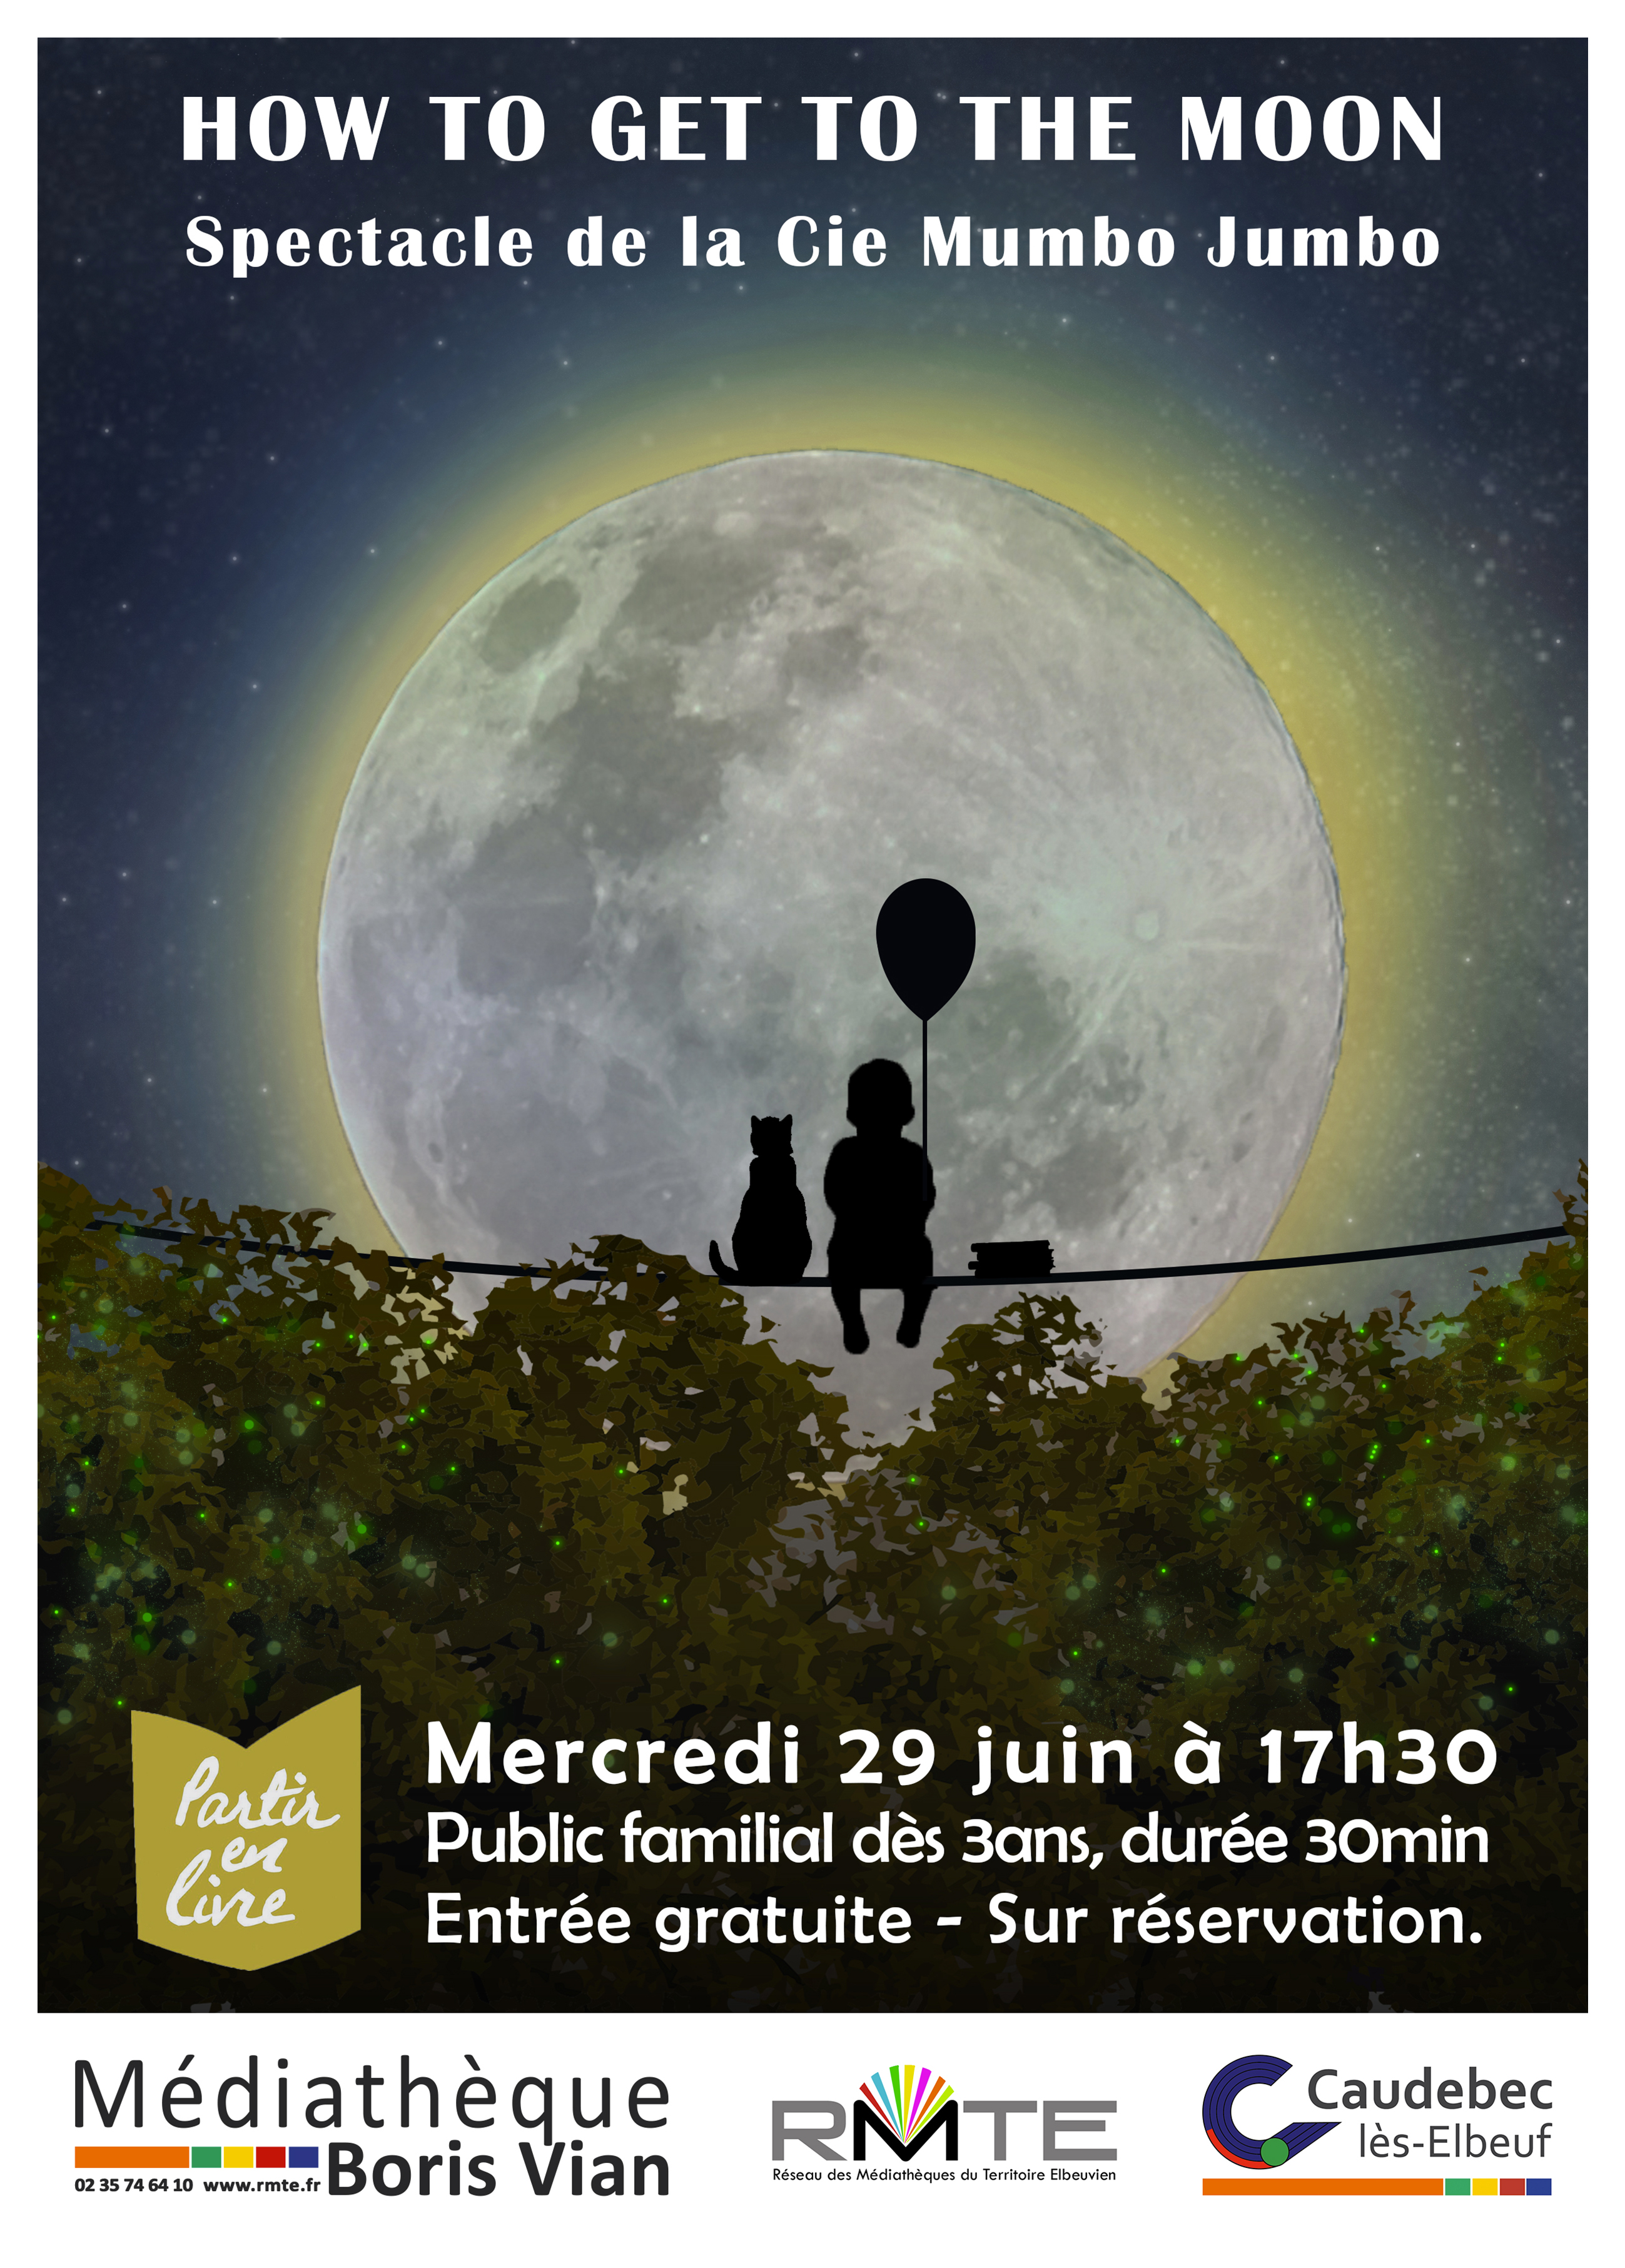 HOW TO GET TO THE MOON
Spectacle de la Cie Mumbo Jumbo
Partir
en
livre
Mercredi 29 juin à 17h30
Public familial dès 3ans, durée 30min
Entrée gratuite - Sur réservation.
Médiathèque
Boris Vian
02 35 74 64 10 www.rmte.fr
RMTE
Réseau des Médiathèques du Territoire Elbeuvien
Caudebec
lès-Elbeuf